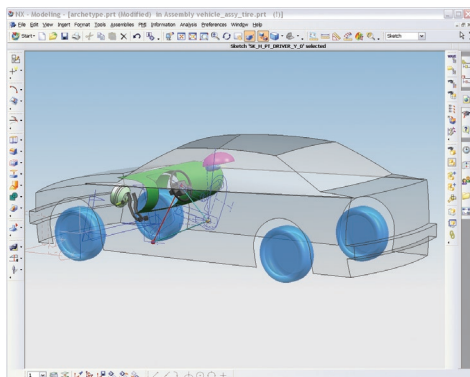 NX - Modeling - [archetype.prt (Modified) in Assembly vehicle_assy_tire.prt (!)]
File Edit View Insert Format Tools Assemblies PMI Information Analysis Preferences Window Help
Start Sketch
Sketch 'SK_H_PT_DRIVER_Y_0' selected
1